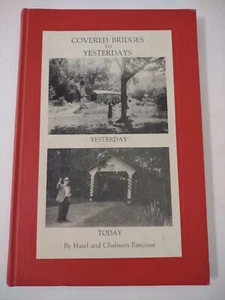 COVERED BRIDGES
TO
YESTERDAYS
YESTERDAY
TODAY
By Hazel and Chalmers Pancoast